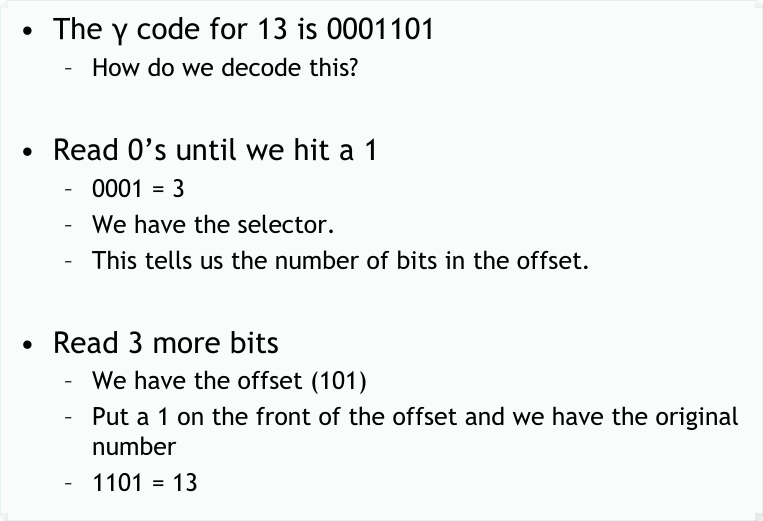 • The γ code for 13 is 0001101
– How do we decode this?
• Read 0’s until we hit a 1
– 0001 = 3
– We have the selector.
– This tells us the number of bits in the offset.
• Read 3 more bits
– We have the offset (101)
– Put a 1 on the front of the offset and we have the original
number
– 1101 = 13